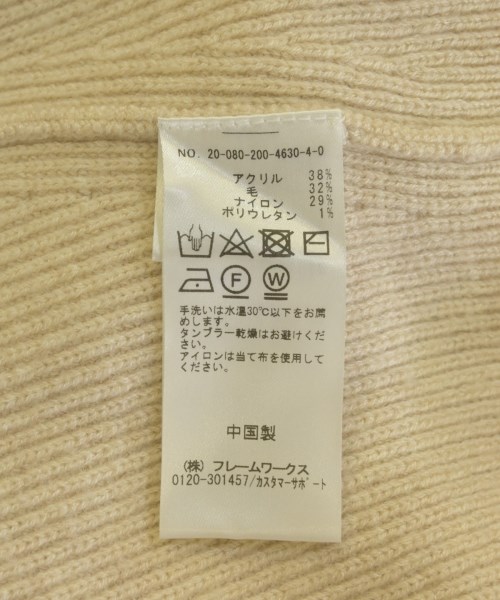 NO. 20-080-200-4630-4-0
アクリル 38%
毛 32%
ナイロン 29%
ポリウレタン 1%
F W
手洗いは水温30℃以下をお薦
めします。
タンブラー乾燥はお避けくださ
い。
アイロンは当て布を使用して
ください。
中国製
(株) フレームワークス
0120-301457/カスタマーサポート